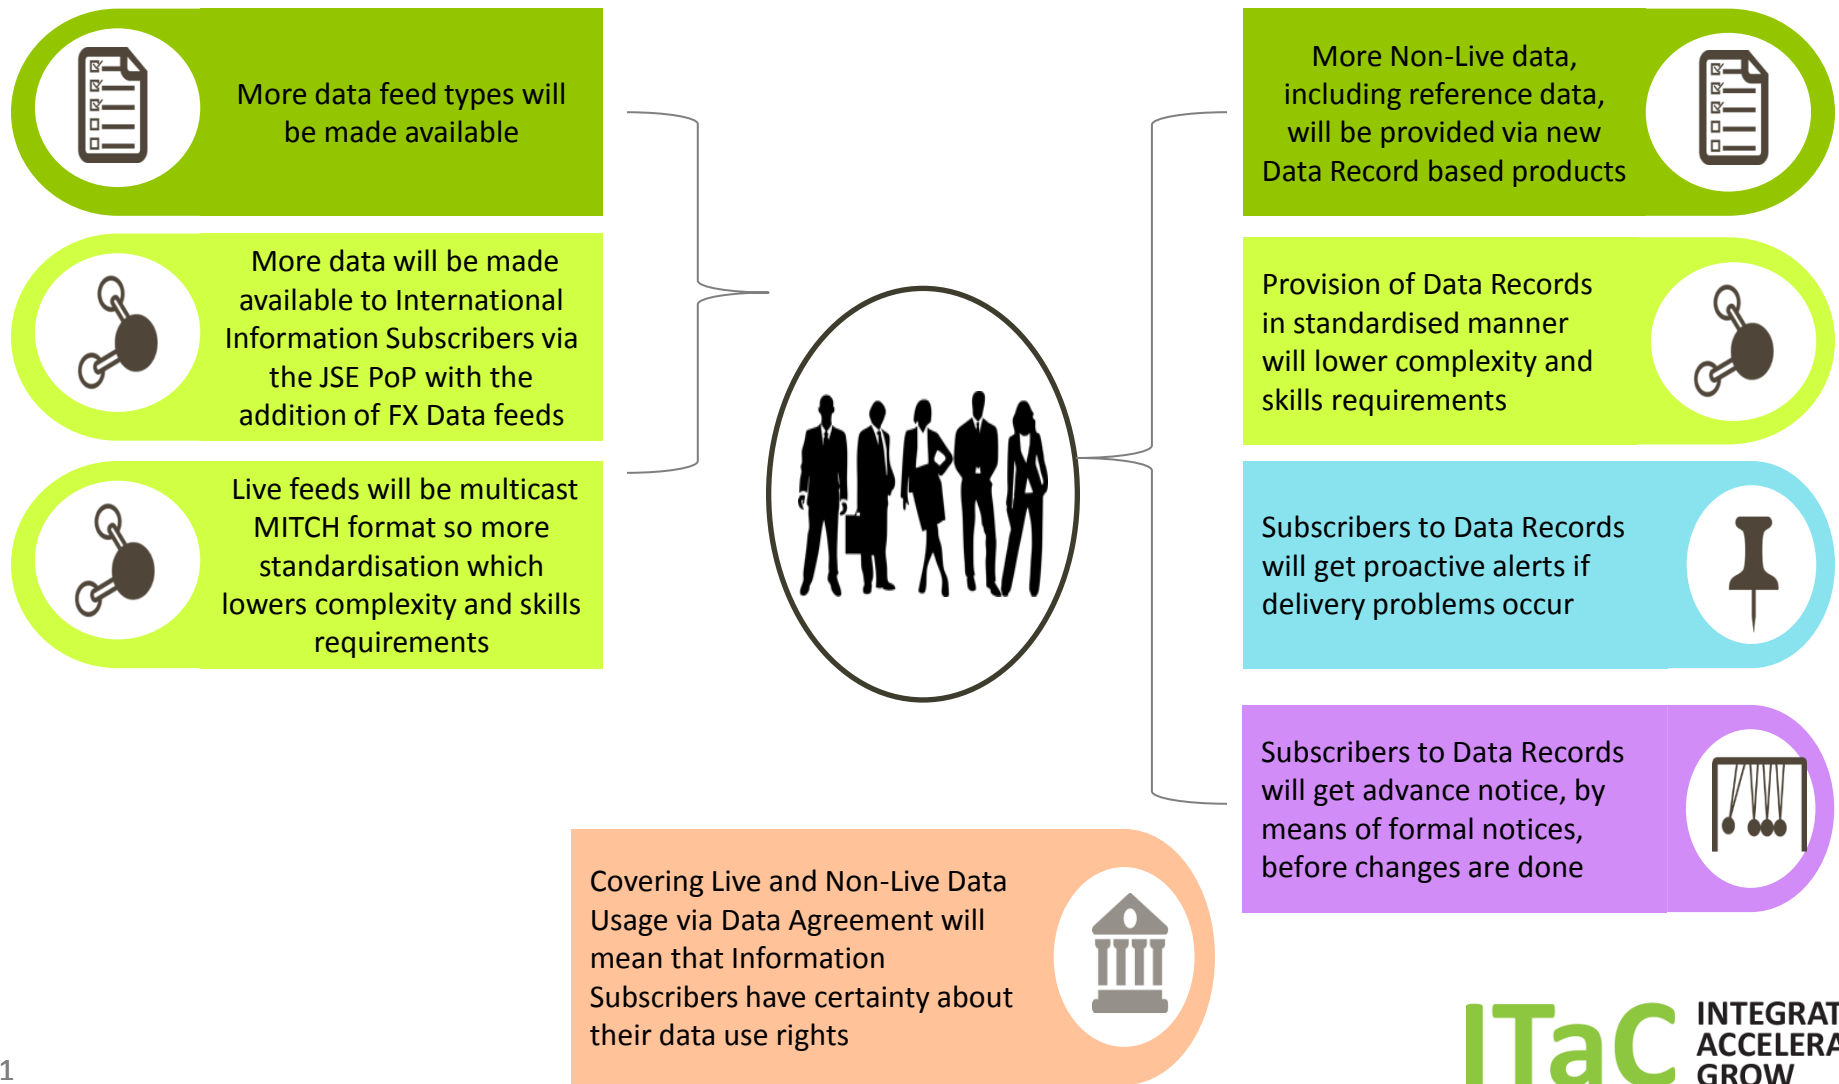 More data feed types will
be made available
More data will be made
available to International
Information Subscribers via
the JSE PoP with the
addition of FX Data feeds
Live feeds will be multicast
MITCH format so more
standardisation which
lowers complexity and skills
requirements
More Non-Live data,
including reference data,
will be provided via new
Data Record based products
Provision of Data Records
in standardised manner
will lower complexity and
skills requirements
Subscribers to Data Records
will get proactive alerts if
delivery problems occur
Subscribers to Data Records
will get advance notice, by
means of formal notices,
before changes are done
Covering Live and Non-Live Data
Usage via Data Agreement will
mean that Information
Subscribers have certainty about
their data use rights
1
ITaC
INTEGRAT
ACCELERA
GROW